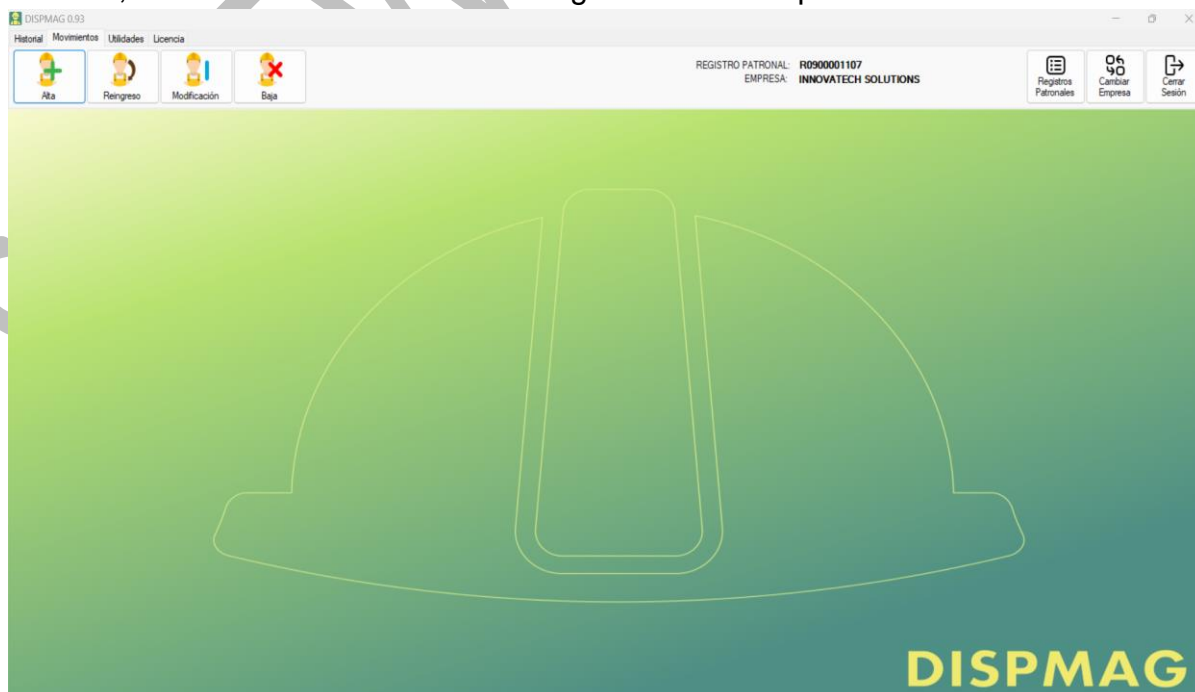 DISPMAG 0.93
Historial Movimientos Utilidades Licencia
Alta Reingreso Modificación Baja
REGISTRO PATRONAL: R0900001107
EMPRESA: INNOVATECH SOLUTIONS
Registros Patronales
Cambiar Empresa
Cerrar Sesión
DISPMAG